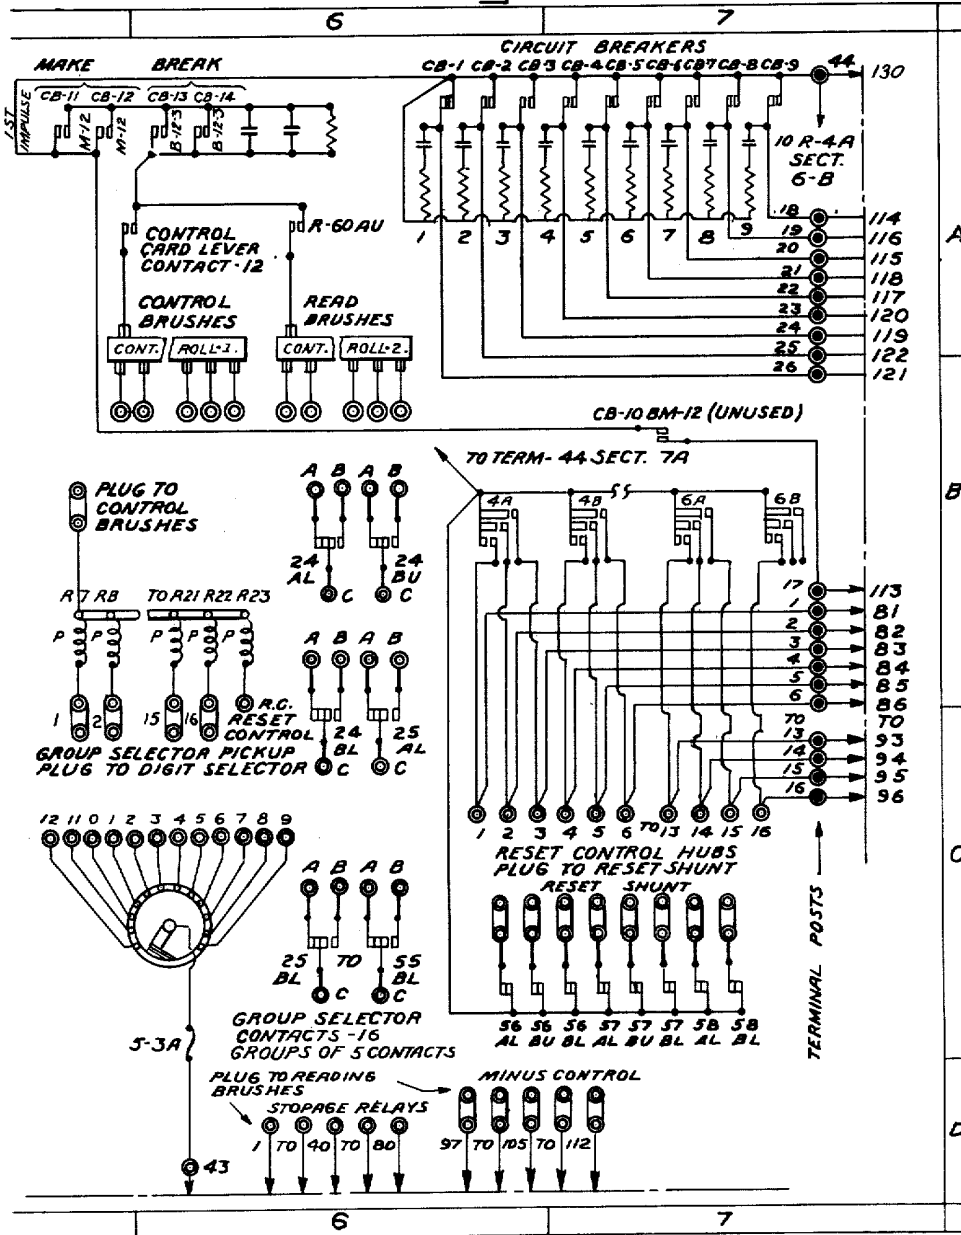 6 7
CIRCUIT BREAKERS
MAKE BREAK
CB-1 CB-2 CB-3 CB-4 CB-5 CB-6 CB7 CB-8 CB-9
44 130
CB-11 CB-12 CB-13 CB-14
1ST IMPULSE
M-12 M-12 B-12-3 B-12-3
10 R-4A
SECT.
6-B
A
1 2 3 4 5 6 7 8 9
18 114
19 116
20 115
21 118
22 117
23 120
24 119
25 122
26 121
CONTROL
CARD LEVER
CONTACT-12
R-60AU
CONTROL
BRUSHES
READ
BRUSHES
CONT. ROLL-1. CONT. ROLL-2.
CB-10 BM-12 (UNUSED)
TO TERM-44 SECT. 7A
B
PLUG TO
CONTROL
BRUSHES
A B A B
24
AL
24
BU
C C
4A 4B 6A 6B
R7 R8 TO R21 R22 R23
P P P P
1 2 15 16
R.C.
RESET
CONTROL
GROUP SELECTOR PICKUP
PLUG TO DIGIT SELECTOR
A B A B
24
BL
25
AL
C C
17 113
1 81
2 82
3 83
4 84
5 85
6 86
TO TO
13 93
14 94
15 95
16 96
1 2 3 4 5 6 TO 13 14 15 16
RESET CONTROL HUBS
PLUG TO RESET SHUNT
RESET SHUNT
C
12 11 0 1 2 3 4 5 6 7 8 9
A B A B
25
BL
TO
55
BL
C C
GROUP SELECTOR
CONTACTS-16
GROUPS OF 5 CONTACTS
56 56 56 57 57 57 58 58
AL BU BL AL BU BL AL BL
TERMINAL POSTS
5-3A
PLUG TO READING
BRUSHES
MINUS CONTROL
STOPAGE RELAYS
1 TO 40 TO 80
97 TO 105 TO 112
43
D
6 7